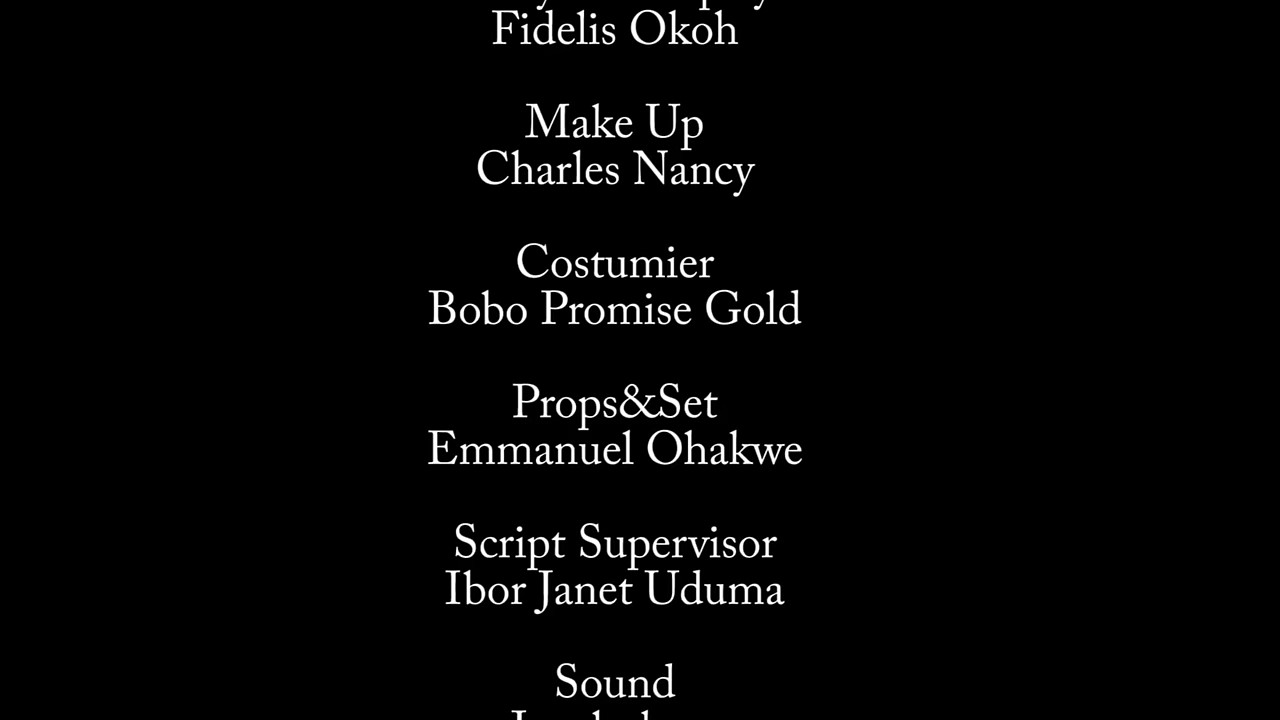 Fidelis Okoh
Make Up
Charles Nancy
Costumier
Bobo Promise Gold
Props&Set
Emmanuel Ohakwe
Script Supervisor
Ibor Janet Uduma
Sound